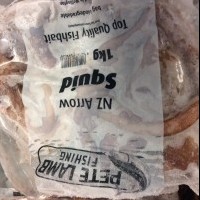 PETE LAMB
FISHING
NZ Arrow
Squid
1kg
Top Quality Fishbait